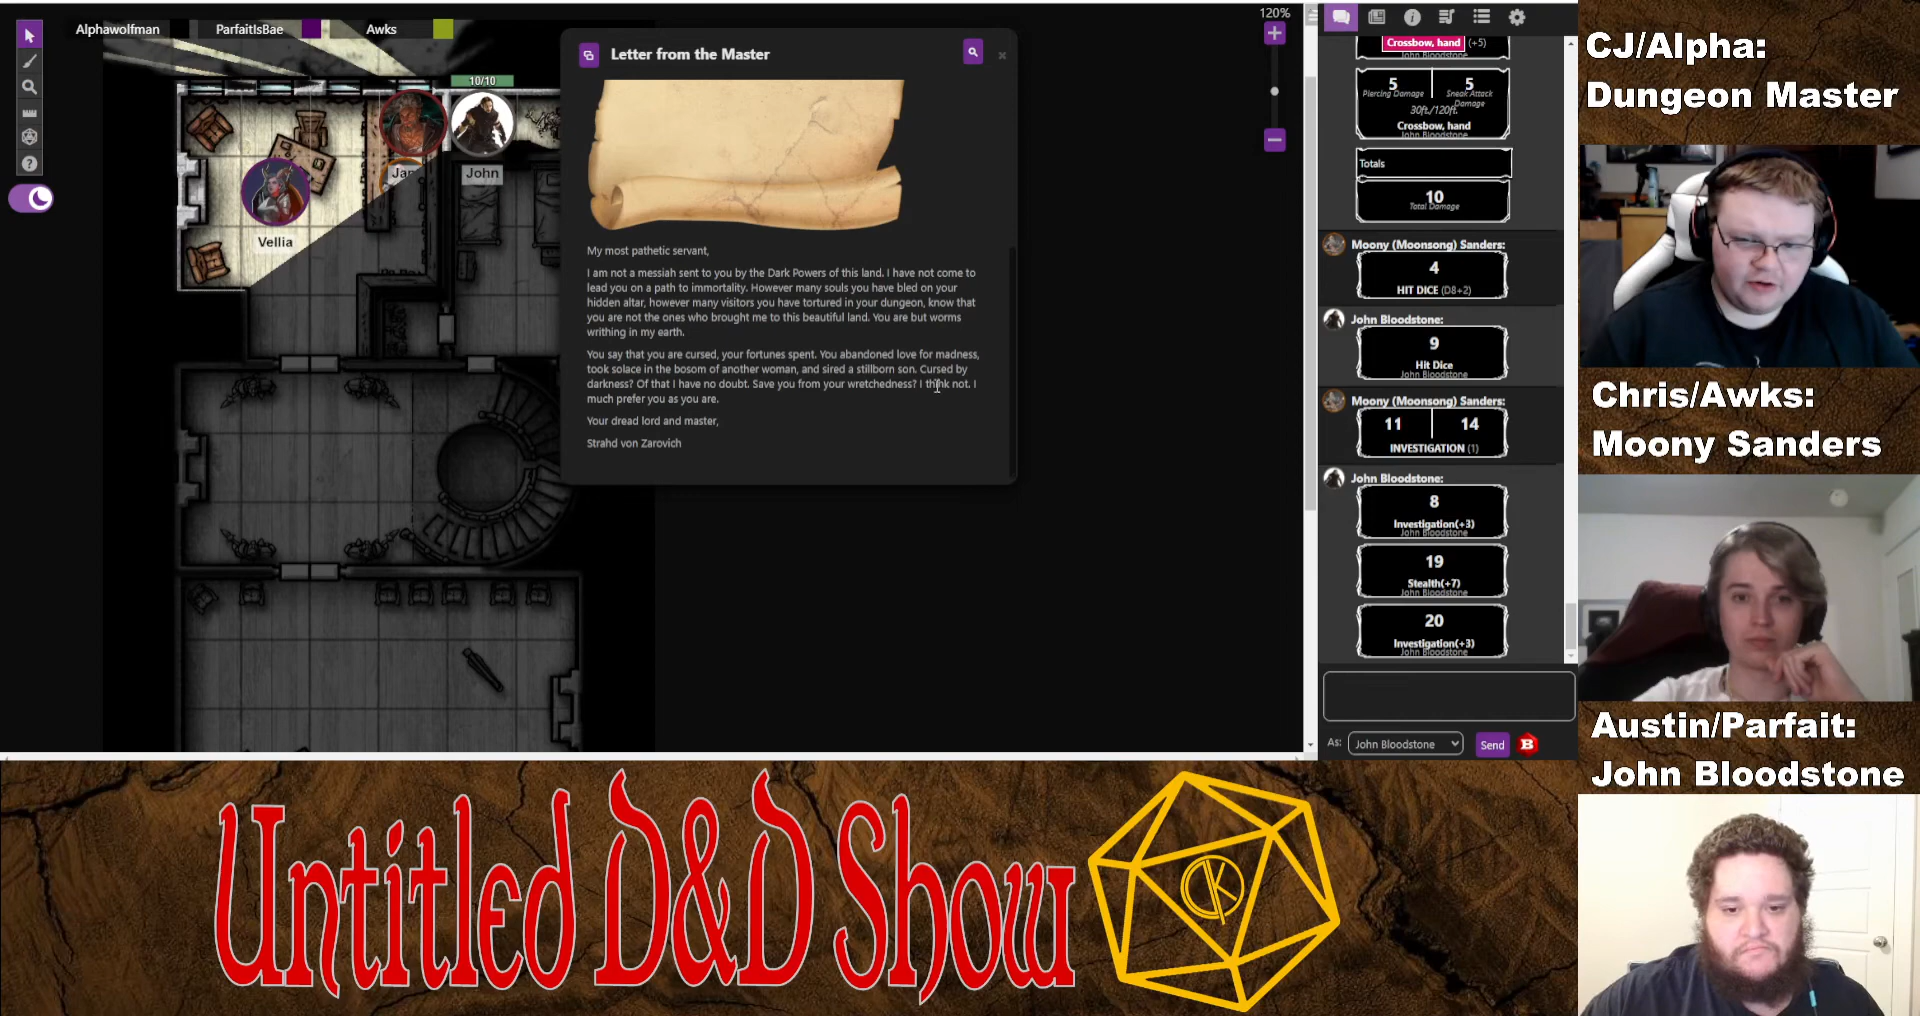 Alphawolfman
ParfaitIsBae
Awks
10/10
John
Vellia
Letter from the Master
My most pathetic servant,
I am not a messiah sent to you by the Dark Powers of this land. I have not come to
lead you on a path to immortality. However many souls you have bled on your
hidden altar, however many visitors you have tortured in your dungeon, know that
you are not the ones who brought me to this beautiful land. You are but worms
writhing in my earth.
You say that you are cursed, your fortunes spent. You abandoned love for madness,
took solace in the bosom of another woman, and sired a stillborn son. Cursed by
darkness? Of that I have no doubt. Save you from your wretchedness? I think not. I
much prefer you as you are.
Your dread lord and master,
Strahd von Zarovich
120%
Crossbow, hand (+5)
John Bloodstone
5 5
Piercing Damage Sneak Attack
Damage
30ft./120ft.
Crossbow, hand
John Bloodstone
Totals
10
Total Damage
Moony (Moonsong) Sanders:
4
HIT DICE (D8+2)
John Bloodstone:
9
Hit Dice
John Bloodstone
Moony (Moonsong) Sanders:
11 14
INVESTIGATION (1)
John Bloodstone:
8
Investigation(+3)
John Bloodstone
19
Stealth(+7)
John Bloodstone
20
Investigation(+3)
John Bloodstone
As: John Bloodstone Send B
CJ/Alpha:
Dungeon Master
Chris/Awks:
Moony Sanders
Austin/Parfait:
John Bloodstone
Untitled D&D Show